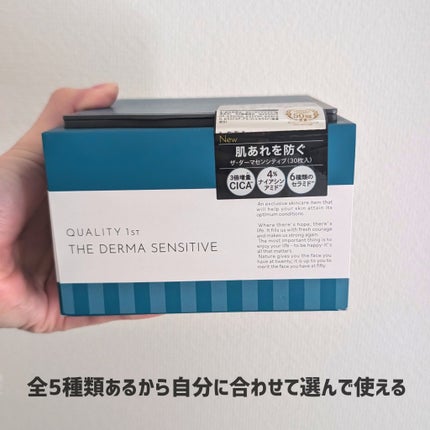 New
肌あれを防ぐ
ザ・ダーマセンシティブ(30枚入)
3倍増量
CICA
4%
ナイアシン
アミド
6種類の
セラミド
An exclusive skincare item that
will help your skin attain its
optimum conditions.
'Where there's hope, there's
life. It fills us with fresh courage
and makes us strong again.
The most important thing is to
enjoy your life - to be happy-it's
all that matters.
Nature gives you the face you
have at twenty, it is up to you to
merit the face you have at fifty.
QUALITY 1ST
THE DERMA SENSITIVE
全5種類あるから自分に合わせて選んで使える